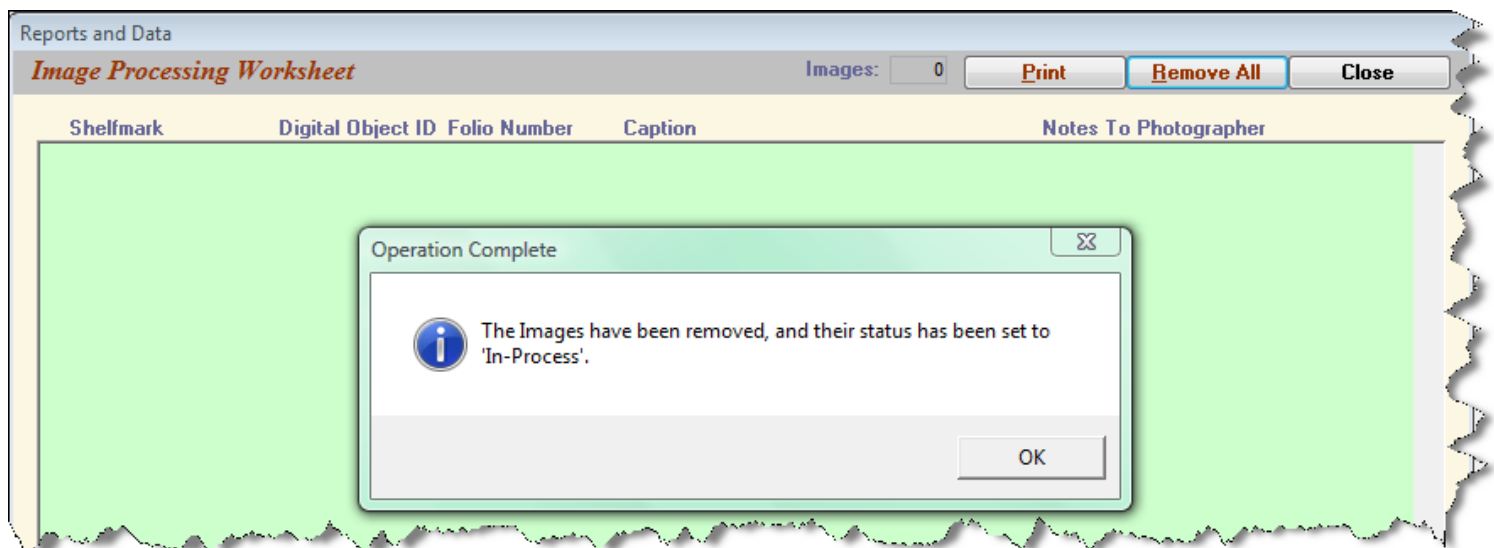 Reports and Data
Image Processing Worksheet Images: 0 Print Remove All Close
Shelfmark Digital Object ID Folio Number Caption Notes To Photographer
Operation Complete
The Images have been removed, and their status has been set to
'In-Process'.
OK